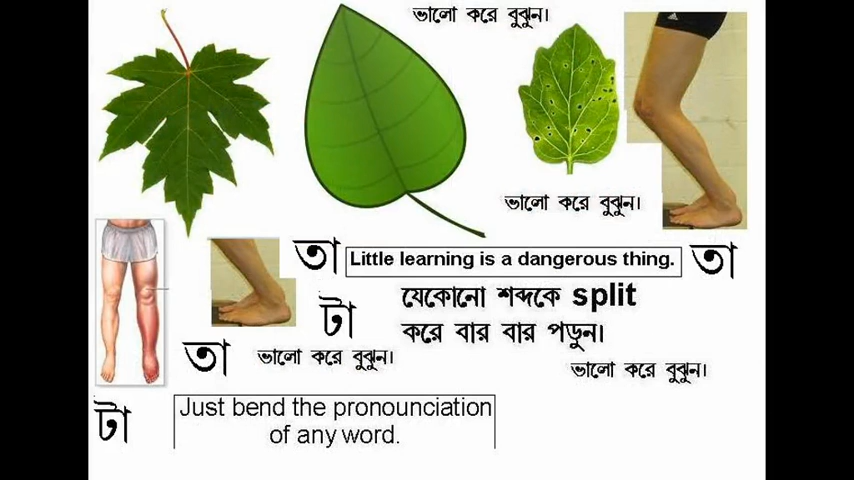 ভালো করে বুঝুন।
ভালো করে বুঝুন।
তা
Little learning is a dangerous thing.
তা
টা
যেকোনো শব্দকে split
করে বার বার পড়ুন।
তা
ভালো করে বুঝুন।
ভালো করে বুঝুন।
টা
Just bend the pronounciation
of any word.